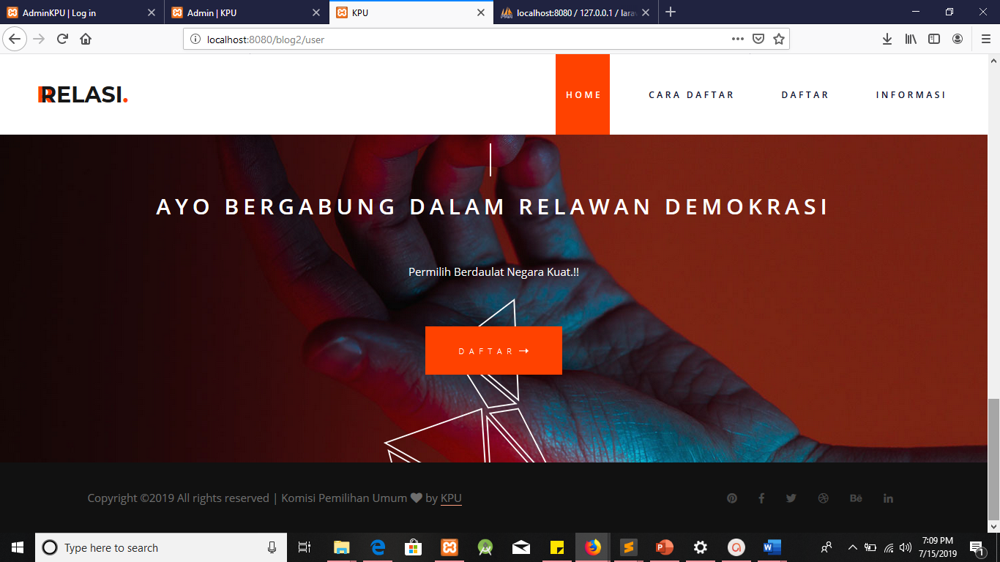 AdminKPU | Log in
Admin | KPU
KPU
localhost:8080 / 127.0.0.1 / larav
localhost:8080/blog2/user
RELASI.
HOME
CARA DAFTAR
DAFTAR
INFORMASI
AYO BERGABUNG DALAM RELAWAN DEMOKRASI
Permilih Berdaulat Negara Kuat.!!
DAFTAR
Copyright ©2019 All rights reserved | Komisi Pemilihan Umum ♥ by KPU
Type here to search
7:09 PM
7/15/2019
1